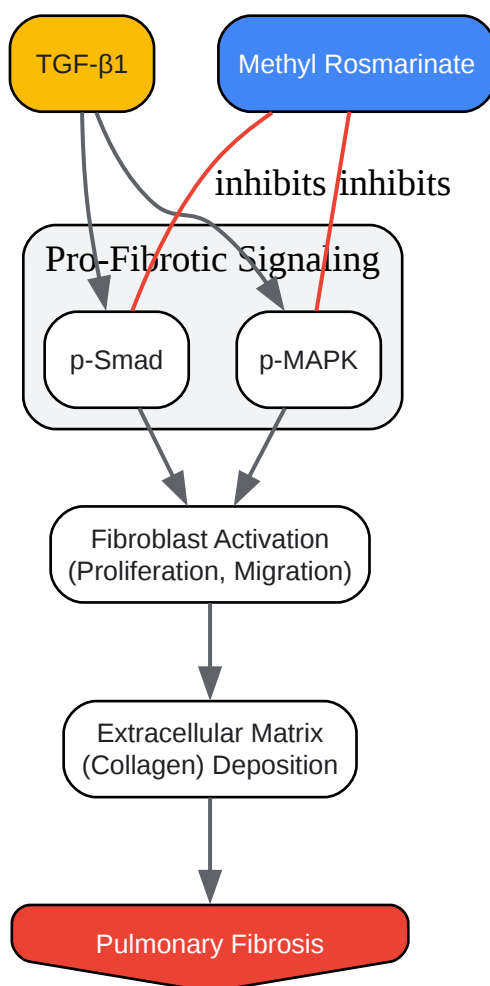 TGF-β1
Methyl Rosmarinate
inhibits
inhibits
Pro-Fibrotic Signaling
p-Smad
p-MAPK
Fibroblast Activation
(Proliferation, Migration)
Extracellular Matrix
(Collagen) Deposition
Pulmonary Fibrosis